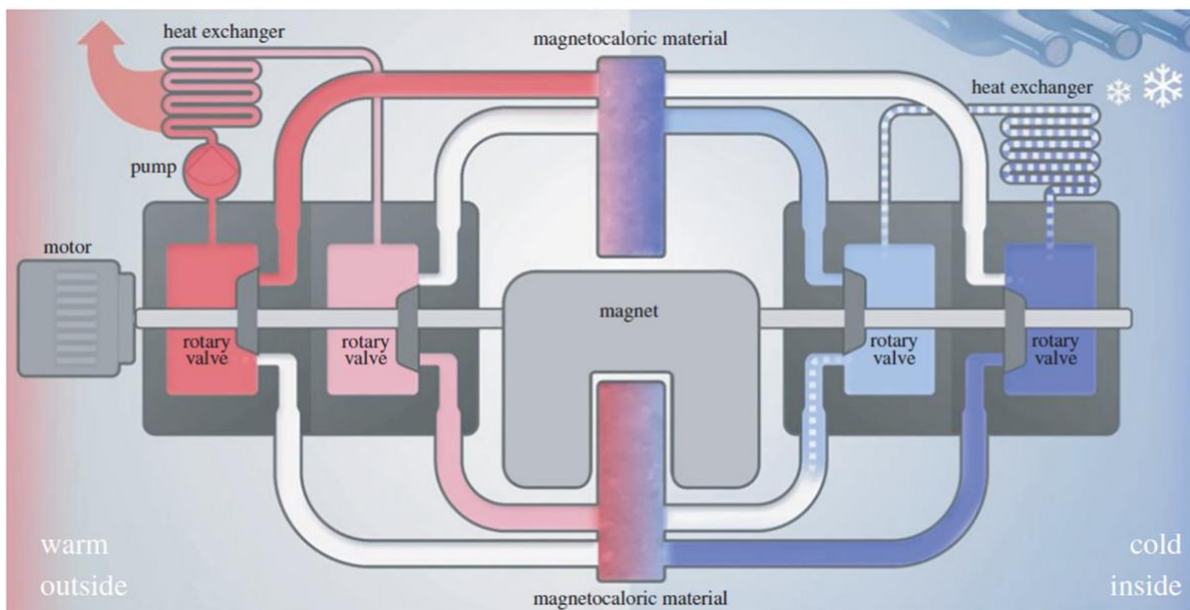 heat exchanger
magnetocaloric material
heat exchanger
pump
motor
magnet
rotary
valve
rotary
valve
rotary
valve
rotary
valve
warm
outside
cold
inside
magnetocaloric material